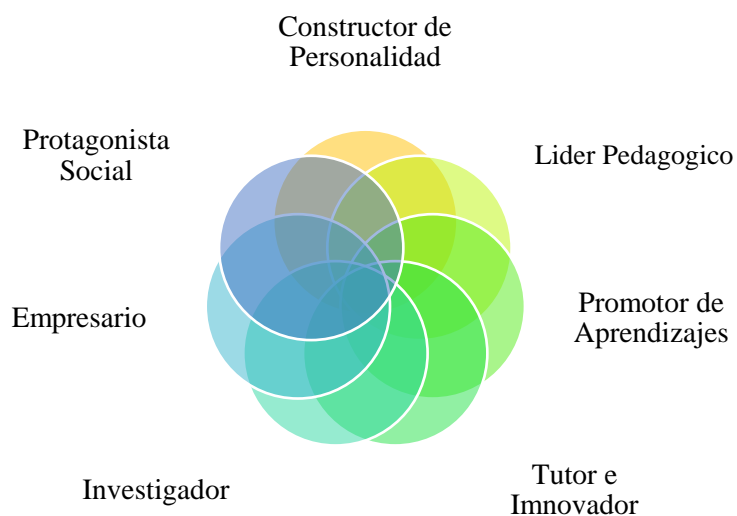 Constructor de
Personalidad
Protagonista
Social
Lider Pedagogico
Empresario
Promotor de
Aprendizajes
Investigador
Tutor e
Imnovador